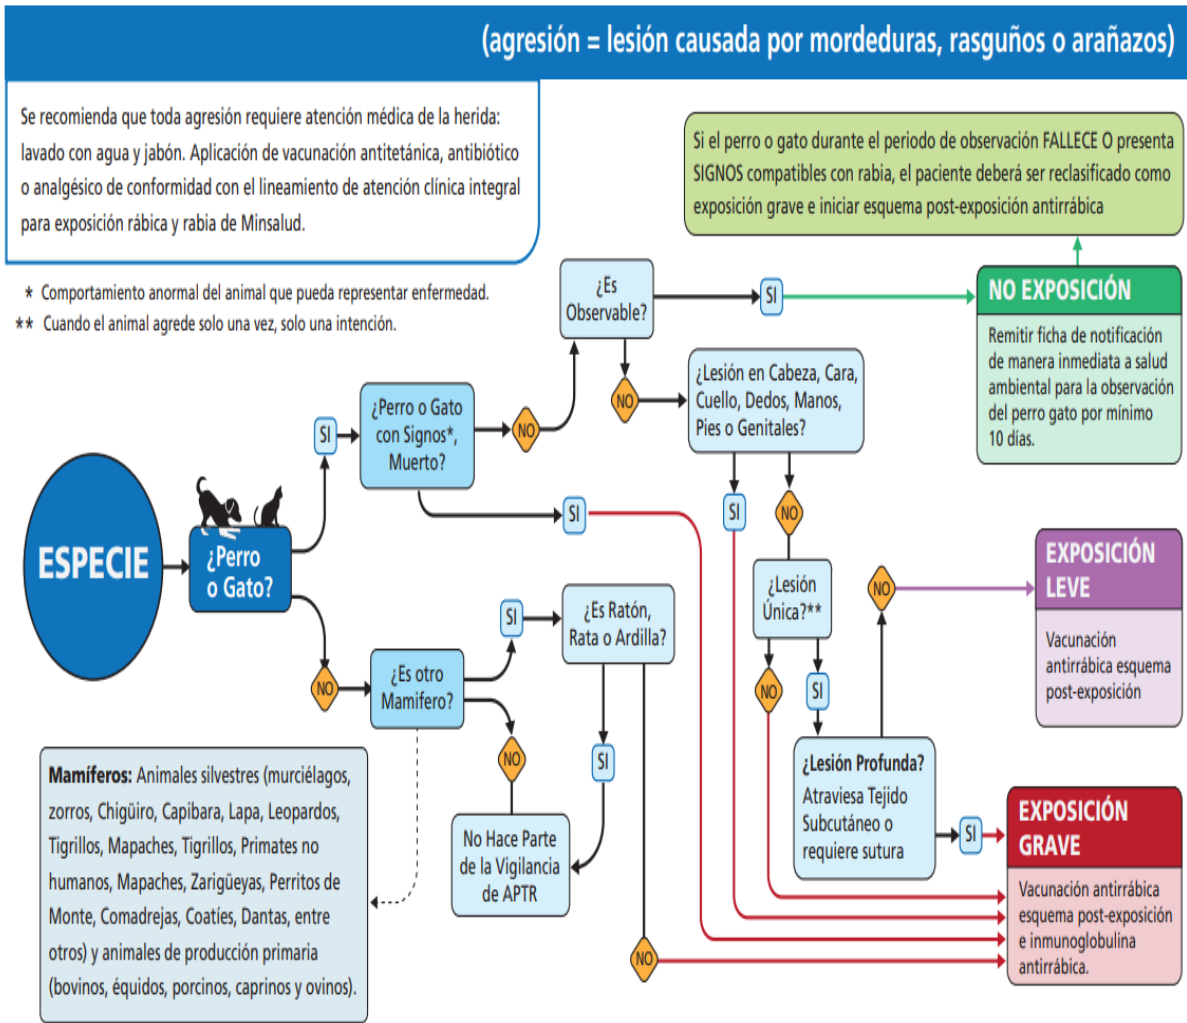 (agresión = lesión causada por mordeduras, rasguños o arañazos)
Se recomienda que toda agresión requiere atención médica de la herida:
lavado con agua y jabón. Aplicación de vacunación antitetánica, antibiótico
o analgésico de conformidad con el lineamiento de atención clínica integral
para exposición rábica y rabia de Minsalud.
* Comportamiento anormal del animal que pueda representar enfermedad.
** Cuando el animal agrede solo una vez, solo una intención.
Si el perro o gato durante el periodo de observación FALLECE O presenta
SIGNOS compatibles con rabia, el paciente deberá ser reclasificado como
exposición grave e iniciar esquema post-exposición antirrábica
ESPECIE
¿Perro
o Gato?
SI
¿Perro o Gato
con Signos*,
Muerto?
NO
¿Es
Observable?
SI
NO EXPOSICIÓN
Remitir ficha de notificación
de manera inmediata a salud
ambiental para la observación
del perro gato por mínimo
10 días.
NO
¿Lesión en Cabeza, Cara,
Cuello, Dedos, Manos,
Pies o Genitales?
SI
SI
NO
¿Lesión
Única?**
NO
SI
¿Lesión Profunda?
Atraviesa Tejido
Subcutáneo o
requiere sutura
NO
EXPOSICIÓN
LEVE
Vacunación
antirrábica esquema
post-exposición
SI
EXPOSICIÓN
GRAVE
Vacunación antirrábica
esquema post-exposición
e inmunoglobulina
antirrábica.
NO
¿Es otro
Mamifero?
SI
¿Es Ratón,
Rata o Ardilla?
NO
SI
No Hace Parte
de la Vigilancia
de APTR
NO
Mamíferos: Animales silvestres (murciélagos,
zorros, Chigüiro, Capibara, Lapa, Leopardos,
Tigrillos, Mapaches, Tigrillos, Primates no
humanos, Mapaches, Zarigüeyas, Perritos de
Monte, Comadrejas, Coatíes, Dantas, entre
otros) y animales de producción primaria
(bovinos, équidos, porcinos, caprinos y ovinos).